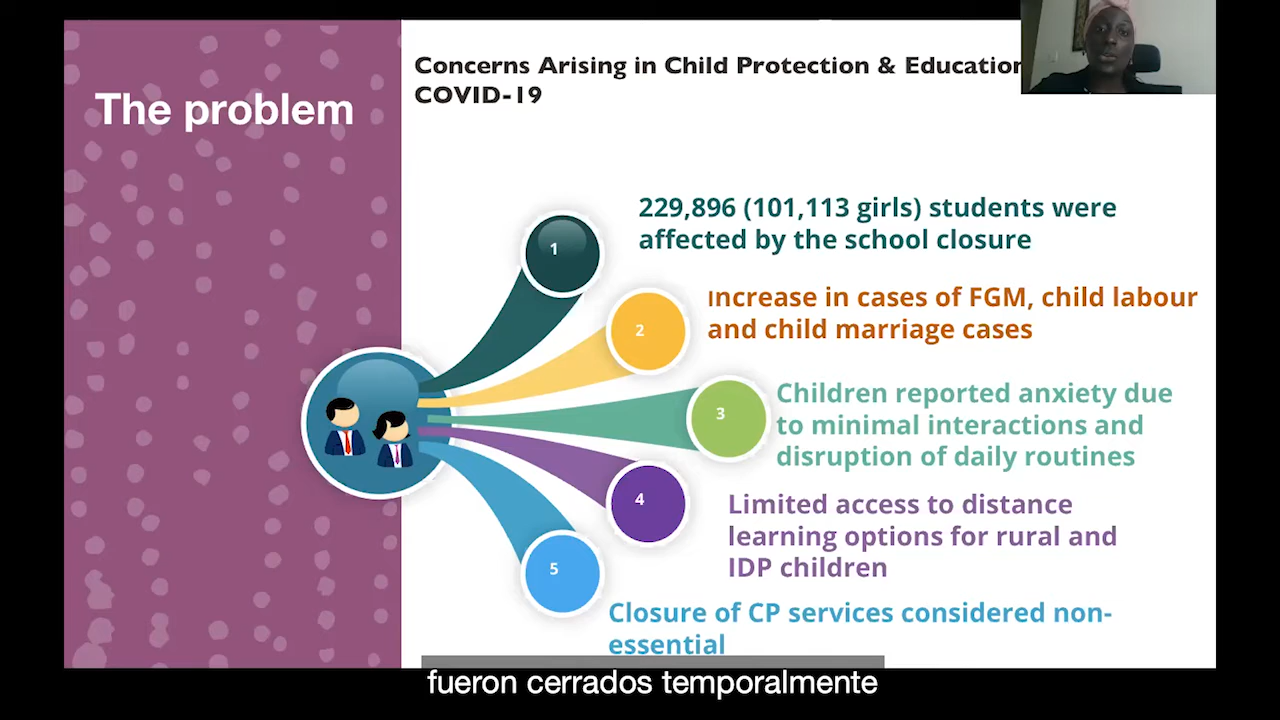 The problem
Concerns Arising in Child Protection & Education
COVID-19
1
229,896 (101,113 girls) students were
affected by the school closure
2
Increase in cases of FGM, child labour
and child marriage cases
3
Children reported anxiety due
to minimal interactions and
disruption of daily routines
4
Limited access to distance
learning options for rural and
IDP children
5
Closure of CP services considered non-
essential
fueron cerrados temporalmente